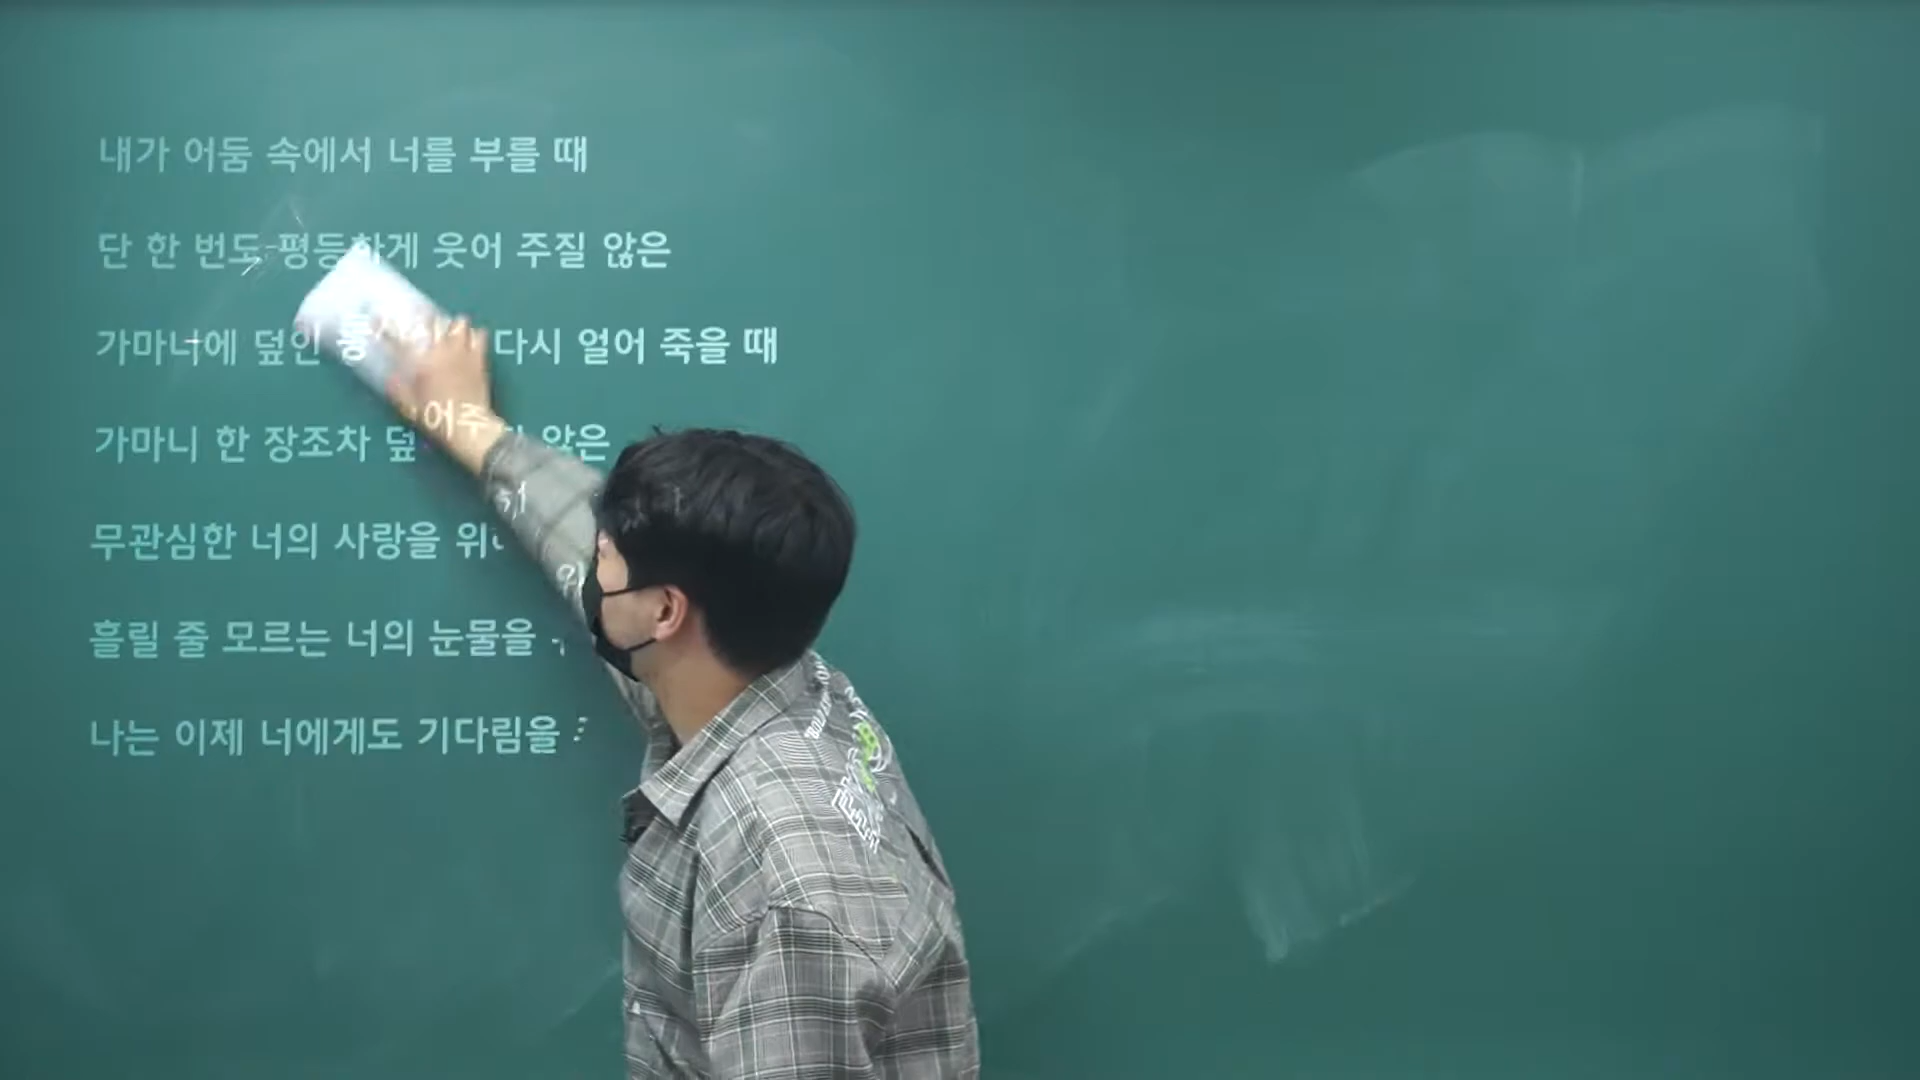 내가 어둠 속에서 너를 부를 때
단 한 번도 평등하게 웃어 주질 않은
가마니에 덮인 다시 얼어 죽을 때
가마니 한 장조차 않은
무관심한 너의 사랑을
흘릴 줄 모르는 너의 눈물을
나는 이제 너에게도 기다림을